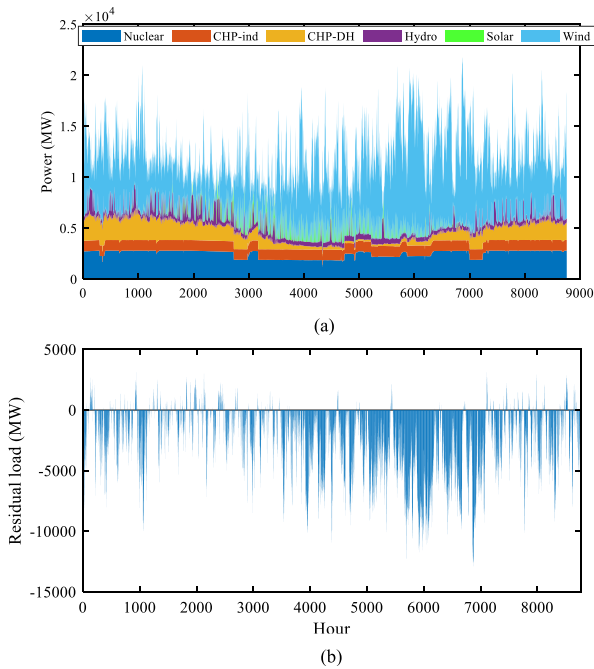 2.5 ×10⁴
Nuclear CHP-ind CHP-DH Hydro Solar Wind
2
1.5
1
0.5
0
Power (MW)
0 1000 2000 3000 4000 5000 6000 7000 8000 9000
(a)
5000
0
-5000
-10000
-15000
Residual load (MW)
0 1000 2000 3000 4000 5000 6000 7000 8000
Hour
(b)